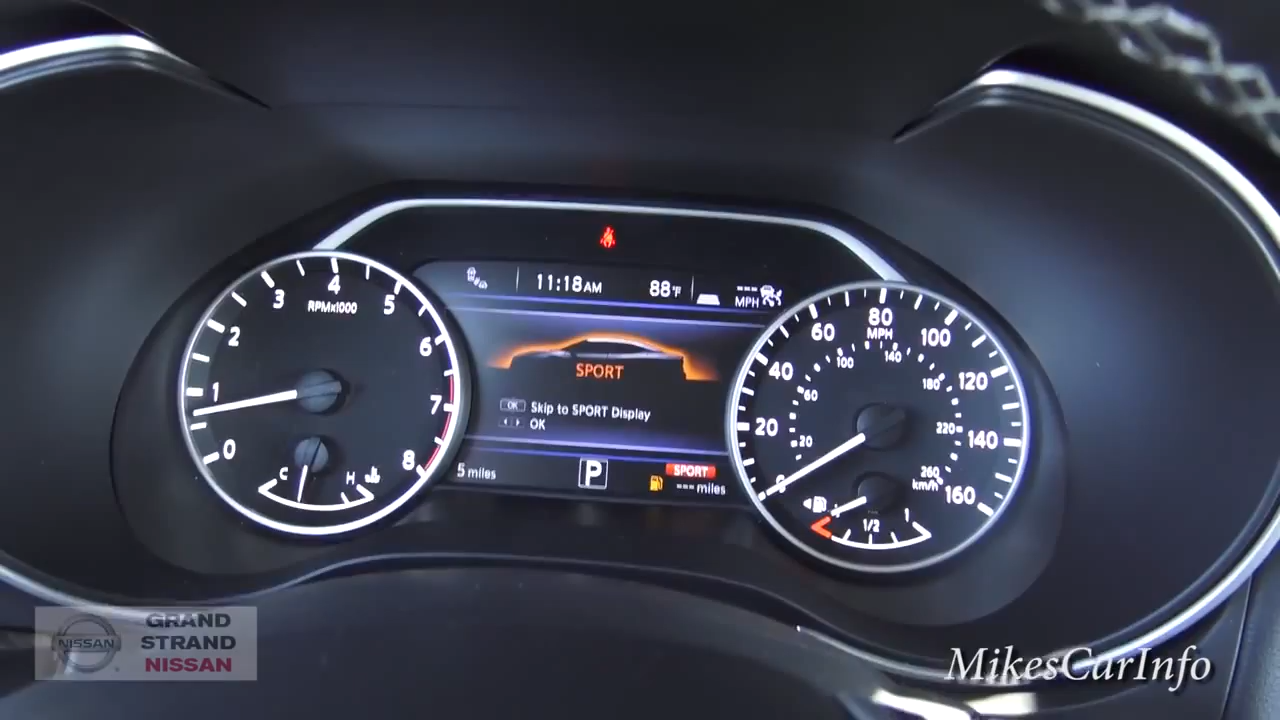 11:18AM
88°F
--- MPH
SPORT
OK Skip to SPORT Display
OK
5 miles
P
SPORT
--- miles
0
1
2
3
4
5
6
7
8
RPMx1000
C
H
0
20
40
60
80
100
120
140
160
MPH
20
60
100
140
180
220
260
km/h
1/2
1
NISSAN
GRAND
STRAND
NISSAN
MikesCarInfo